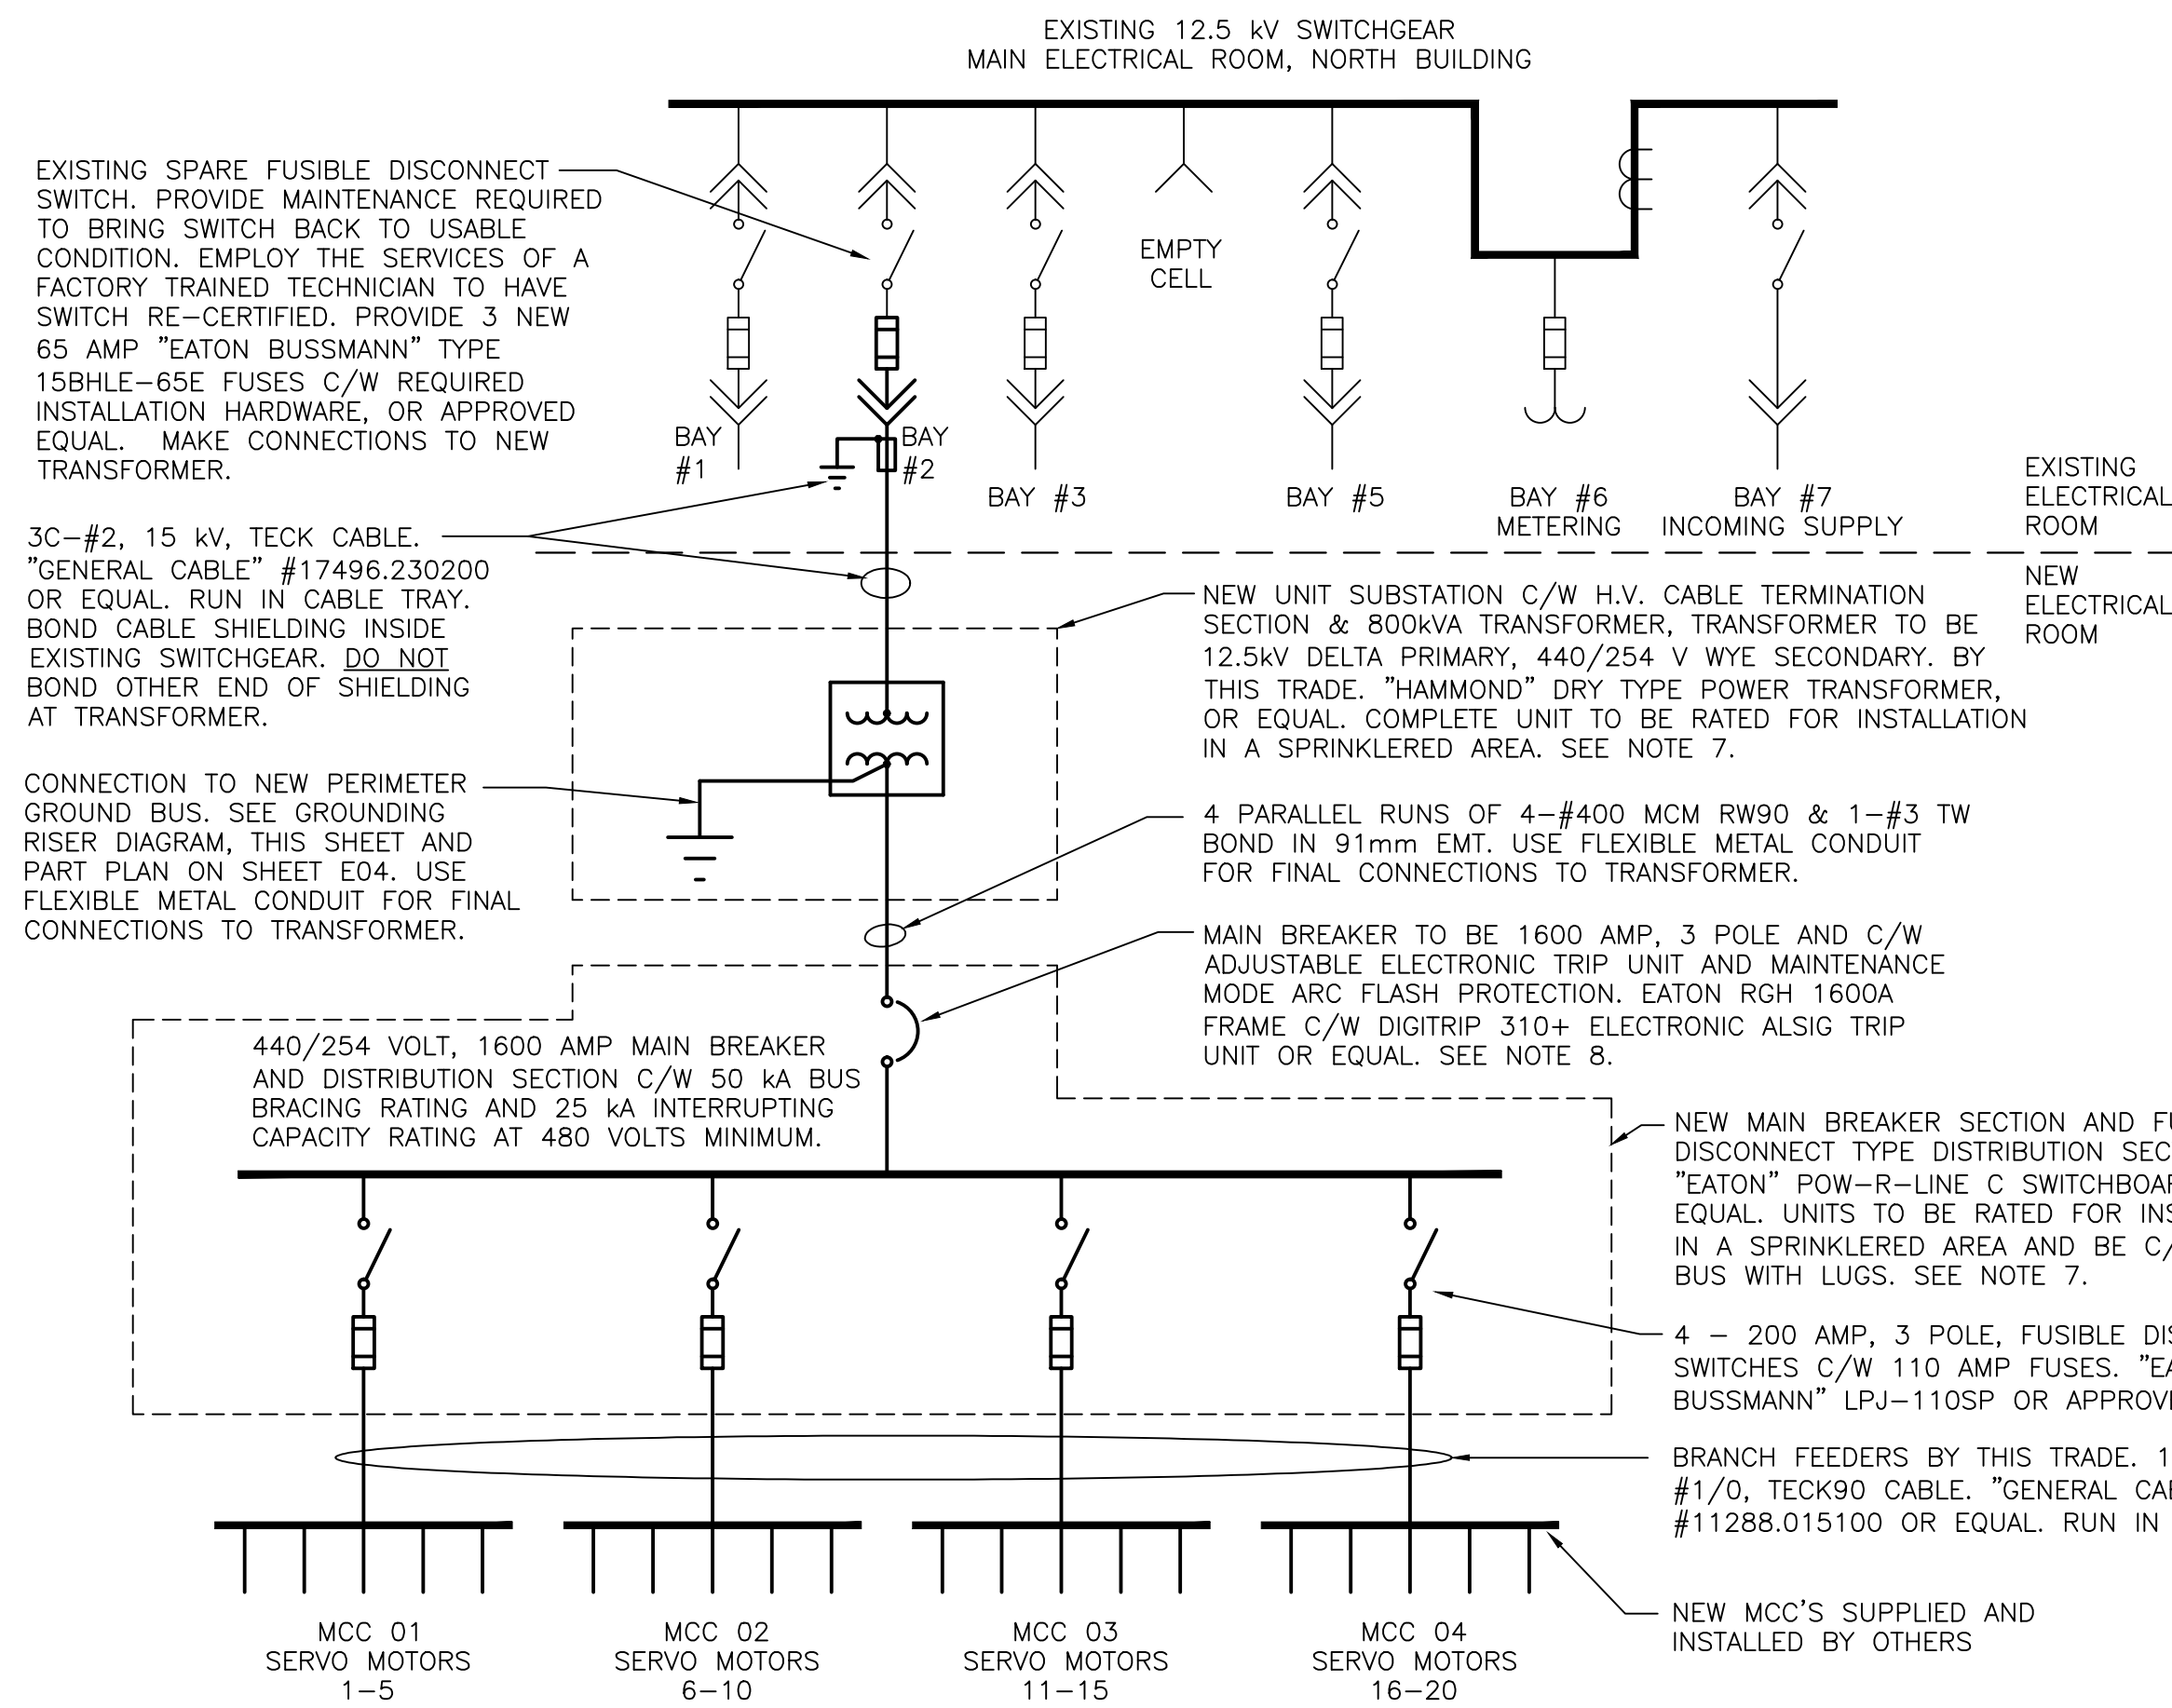 EXISTING 12.5 kV SWITCHGEAR
MAIN ELECTRICAL ROOM, NORTH BUILDING
EXISTING SPARE FUSIBLE DISCONNECT
SWITCH. PROVIDE MAINTENANCE REQUIRED
TO BRING SWITCH BACK TO USABLE
CONDITION. EMPLOY THE SERVICES OF A
FACTORY TRAINED TECHNICIAN TO HAVE
SWITCH RE-CERTIFIED. PROVIDE 3 NEW
65 AMP "EATON BUSSMANN" TYPE
15BHLE-65E FUSES C/W REQUIRED
INSTALLATION HARDWARE, OR APPROVED
EQUAL. MAKE CONNECTIONS TO NEW
TRANSFORMER.
EMPTY
CELL
BAY
#1
BAY
#2
BAY #3
BAY #5
BAY #6
METERING
BAY #7
INCOMING SUPPLY
EXISTING
ELECTRICAL
ROOM
NEW
ELECTRICAL
ROOM
3C-#2, 15 kV, TECK CABLE.
"GENERAL CABLE" #17496.230200
OR EQUAL. RUN IN CABLE TRAY.
BOND CABLE SHIELDING INSIDE
EXISTING SWITCHGEAR. DO NOT
BOND OTHER END OF SHIELDING
AT TRANSFORMER.
NEW UNIT SUBSTATION C/W H.V. CABLE TERMINATION
SECTION & 800kVA TRANSFORMER, TRANSFORMER TO BE
12.5kV DELTA PRIMARY, 440/254 V WYE SECONDARY. BY
THIS TRADE. "HAMMOND" DRY TYPE POWER TRANSFORMER,
OR EQUAL. COMPLETE UNIT TO BE RATED FOR INSTALLATION
IN A SPRINKLERED AREA. SEE NOTE 7.
CONNECTION TO NEW PERIMETER
GROUND BUS. SEE GROUNDING
RISER DIAGRAM, THIS SHEET AND
PART PLAN ON SHEET E04. USE
FLEXIBLE METAL CONDUIT FOR FINAL
CONNECTIONS TO TRANSFORMER.
4 PARALLEL RUNS OF 4-#400 MCM RW90 & 1-#3 TW
BOND IN 91mm EMT. USE FLEXIBLE METAL CONDUIT
FOR FINAL CONNECTIONS TO TRANSFORMER.
MAIN BREAKER TO BE 1600 AMP, 3 POLE AND C/W
ADJUSTABLE ELECTRONIC TRIP UNIT AND MAINTENANCE
MODE ARC FLASH PROTECTION. EATON RGH 1600A
FRAME C/W DIGITRIP 310+ ELECTRONIC ALSIG TRIP
UNIT OR EQUAL. SEE NOTE 8.
440/254 VOLT, 1600 AMP MAIN BREAKER
AND DISTRIBUTION SECTION C/W 50 kA BUS
BRACING RATING AND 25 kA INTERRUPTING
CAPACITY RATING AT 480 VOLTS MINIMUM.
NEW MAIN BREAKER SECTION AND
DISCONNECT TYPE DISTRIBUTION
"EATON" POW-R-LINE C
EQUAL. UNITS TO BE RATED FOR
IN A SPRINKLERED AREA AND BE
BUS WITH LUGS. SEE NOTE 7.
4 - 200 AMP, 3 POLE, FUSIBLE
SWITCHES C/W 110 AMP FUSES.
BUSSMANN" LPJ-110SP OR
BRANCH FEEDERS BY THIS TRADE. 1
#1/0, TECK90 CABLE. "GENERAL
#11288.015100 OR EQUAL. RUN IN
NEW MCC'S SUPPLIED AND
INSTALLED BY OTHERS
MCC 01
SERVO MOTORS
1-5
MCC 02
SERVO MOTORS
6-10
MCC 03
SERVO MOTORS
11-15
MCC 04
SERVO MOTORS
16-20